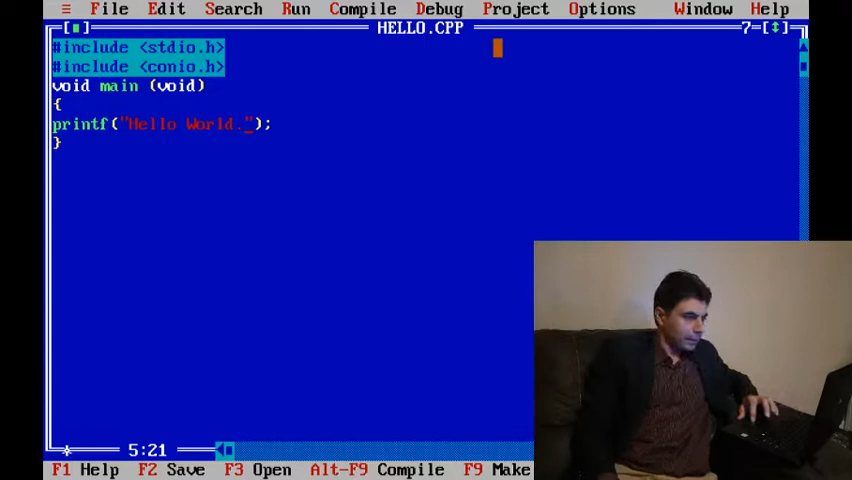 ≡ File Edit Search Run Compile Debug Project Options Window Help
[■] HELLO.CPP 7=[↕]
#include <stdio.h>
#include <conio.h>
void main (void)
{
printf("Hello World.");
}
5:21
F1 Help F2 Save F3 Open Alt-F9 Compile F9 Make